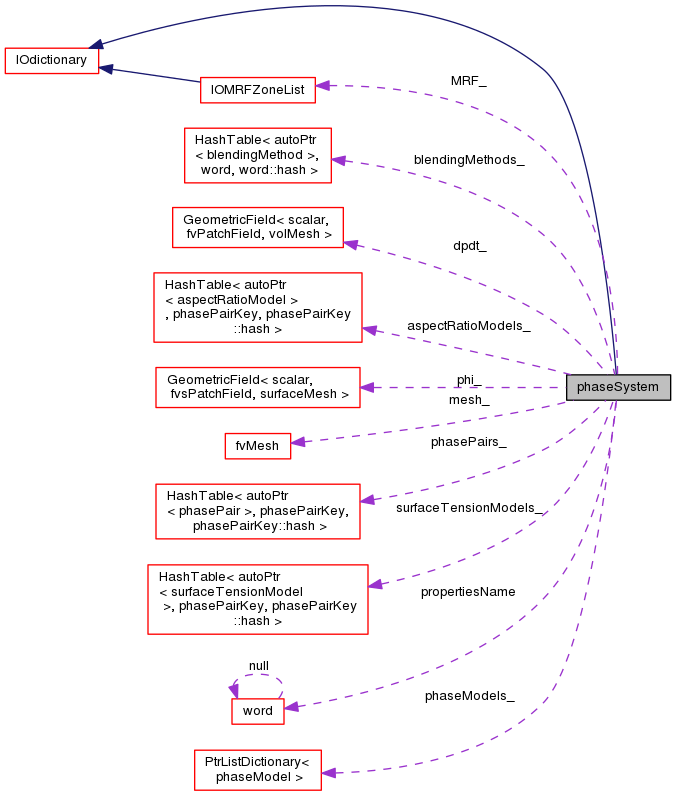 IOdictionary
IOMRFZoneList
MRF_
HashTable< autoPtr
< blendingMethod >,
word, word::hash >
blendingMethods_
GeometricField< scalar,
fvPatchField, volMesh >
dpdt_
HashTable< autoPtr
< aspectRatioModel >
, phasePairKey, phasePairKey
::hash >
aspectRatioModels_
phaseSystem
GeometricField< scalar,
fvsPatchField, surfaceMesh >
phi_
mesh_
fvMesh
phasePairs_
HashTable< autoPtr
< phasePair >, phasePairKey,
phasePairKey::hash >
surfaceTensionModels_
HashTable< autoPtr
< surfaceTensionModel
>, phasePairKey, phasePairKey
::hash >
propertiesName
null
word
phaseModels_
PtrListDictionary<
phaseModel >